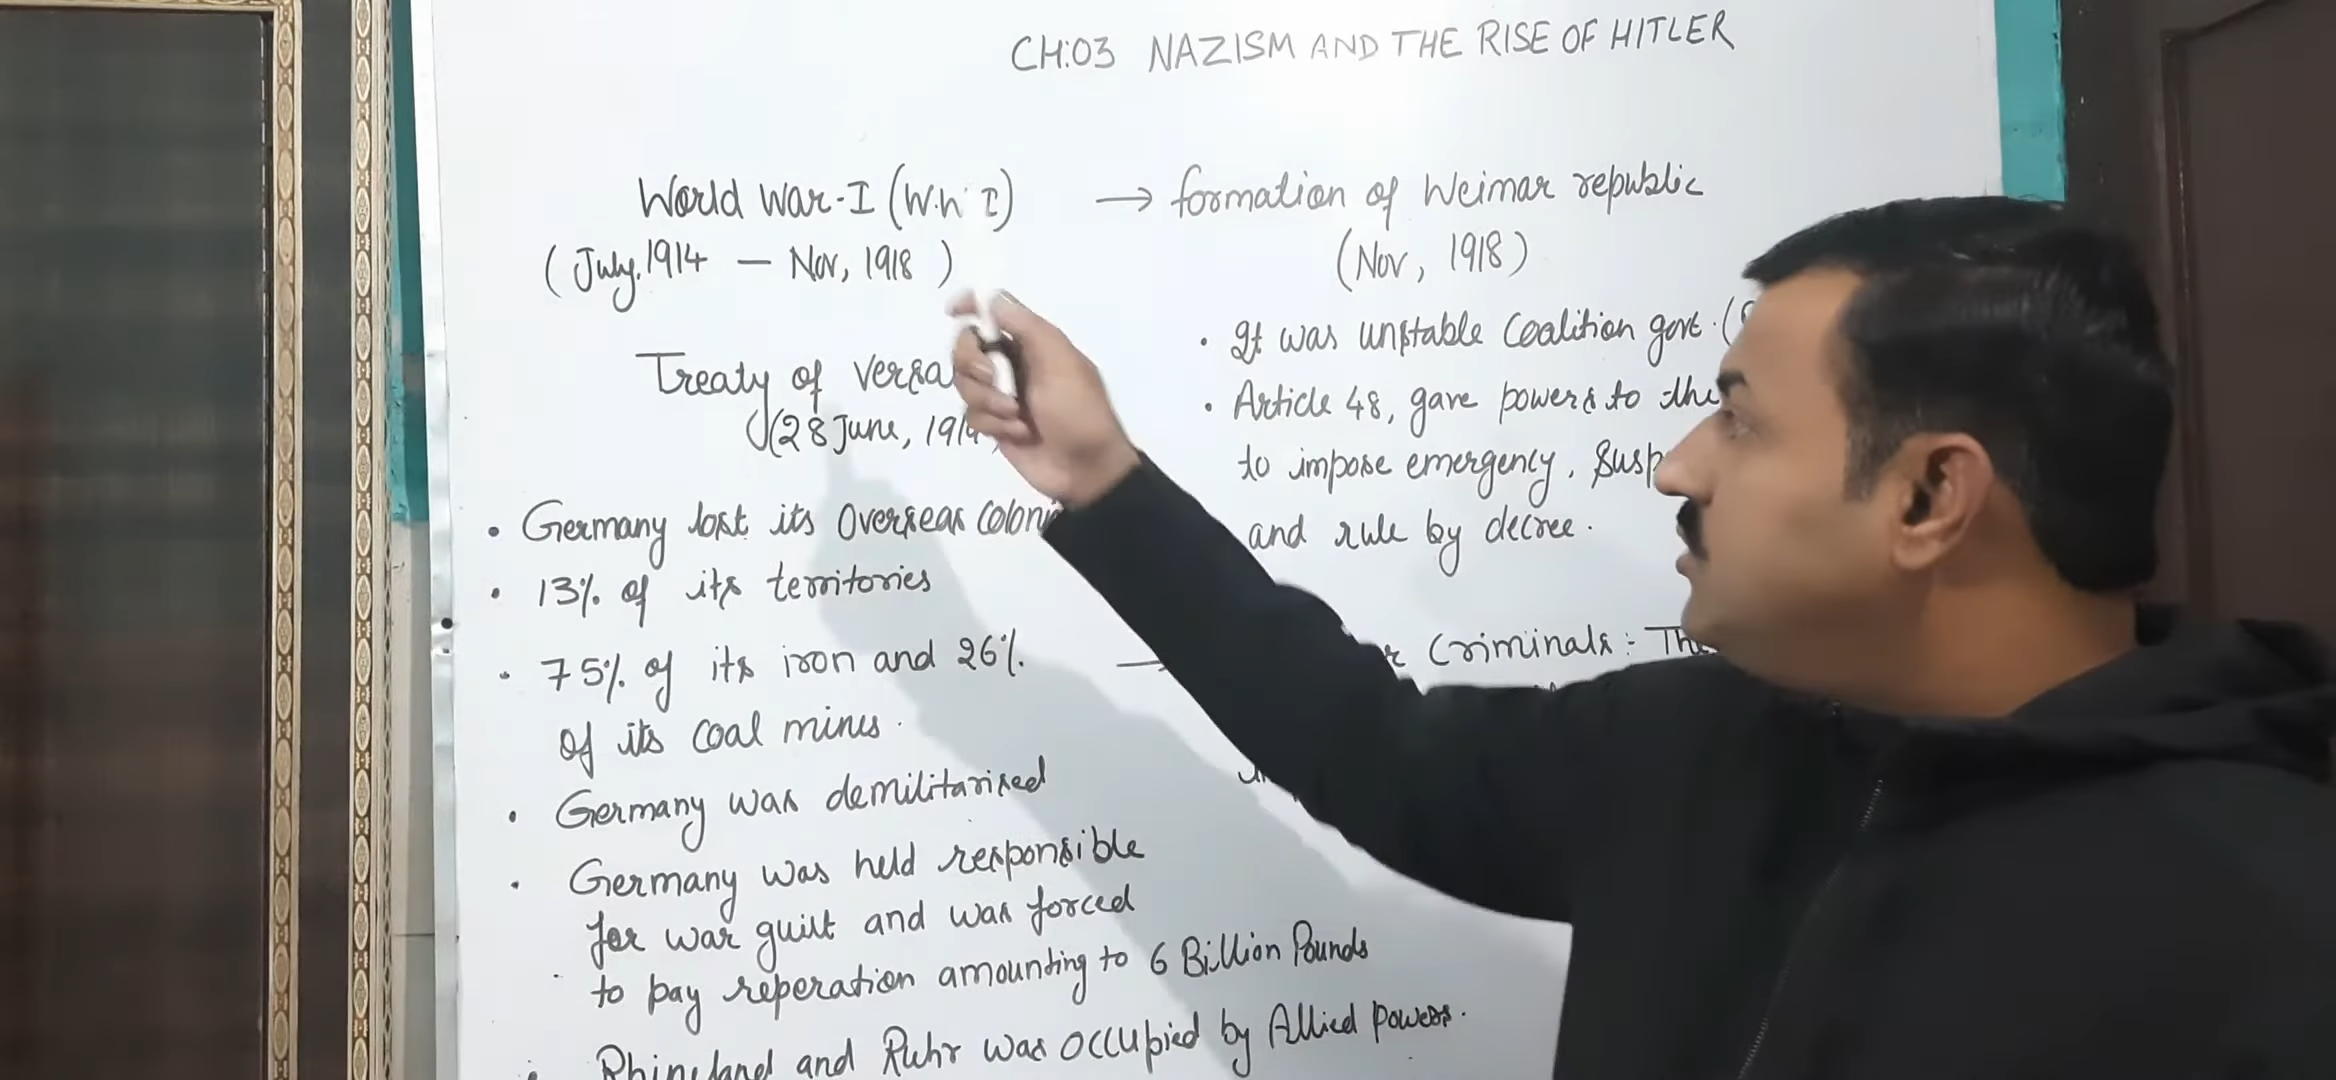 CH:03 NAZISM AND THE RISE OF HITLER
World War-I (W.W I)
(July, 1914 - Nov, 1918)
Treaty of
(28 June,
• Germany lost its Overseas
• 13% of its territories
• 75% of its iron and 26%
of its coal mines.
• Germany was demilitarised
• Germany was held responsible
for war guilt and was forced
to pay reperation amounting to 6 Billion Pounds
• Rhineland and Ruhr was occupied by Allied Powers.
→ formation of Weimar republic
(Nov, 1918)
• It was unstable Coalition govt. (
• Article 48, gave powers to the
to impose emergency,
and rule by decree.
Criminals :-